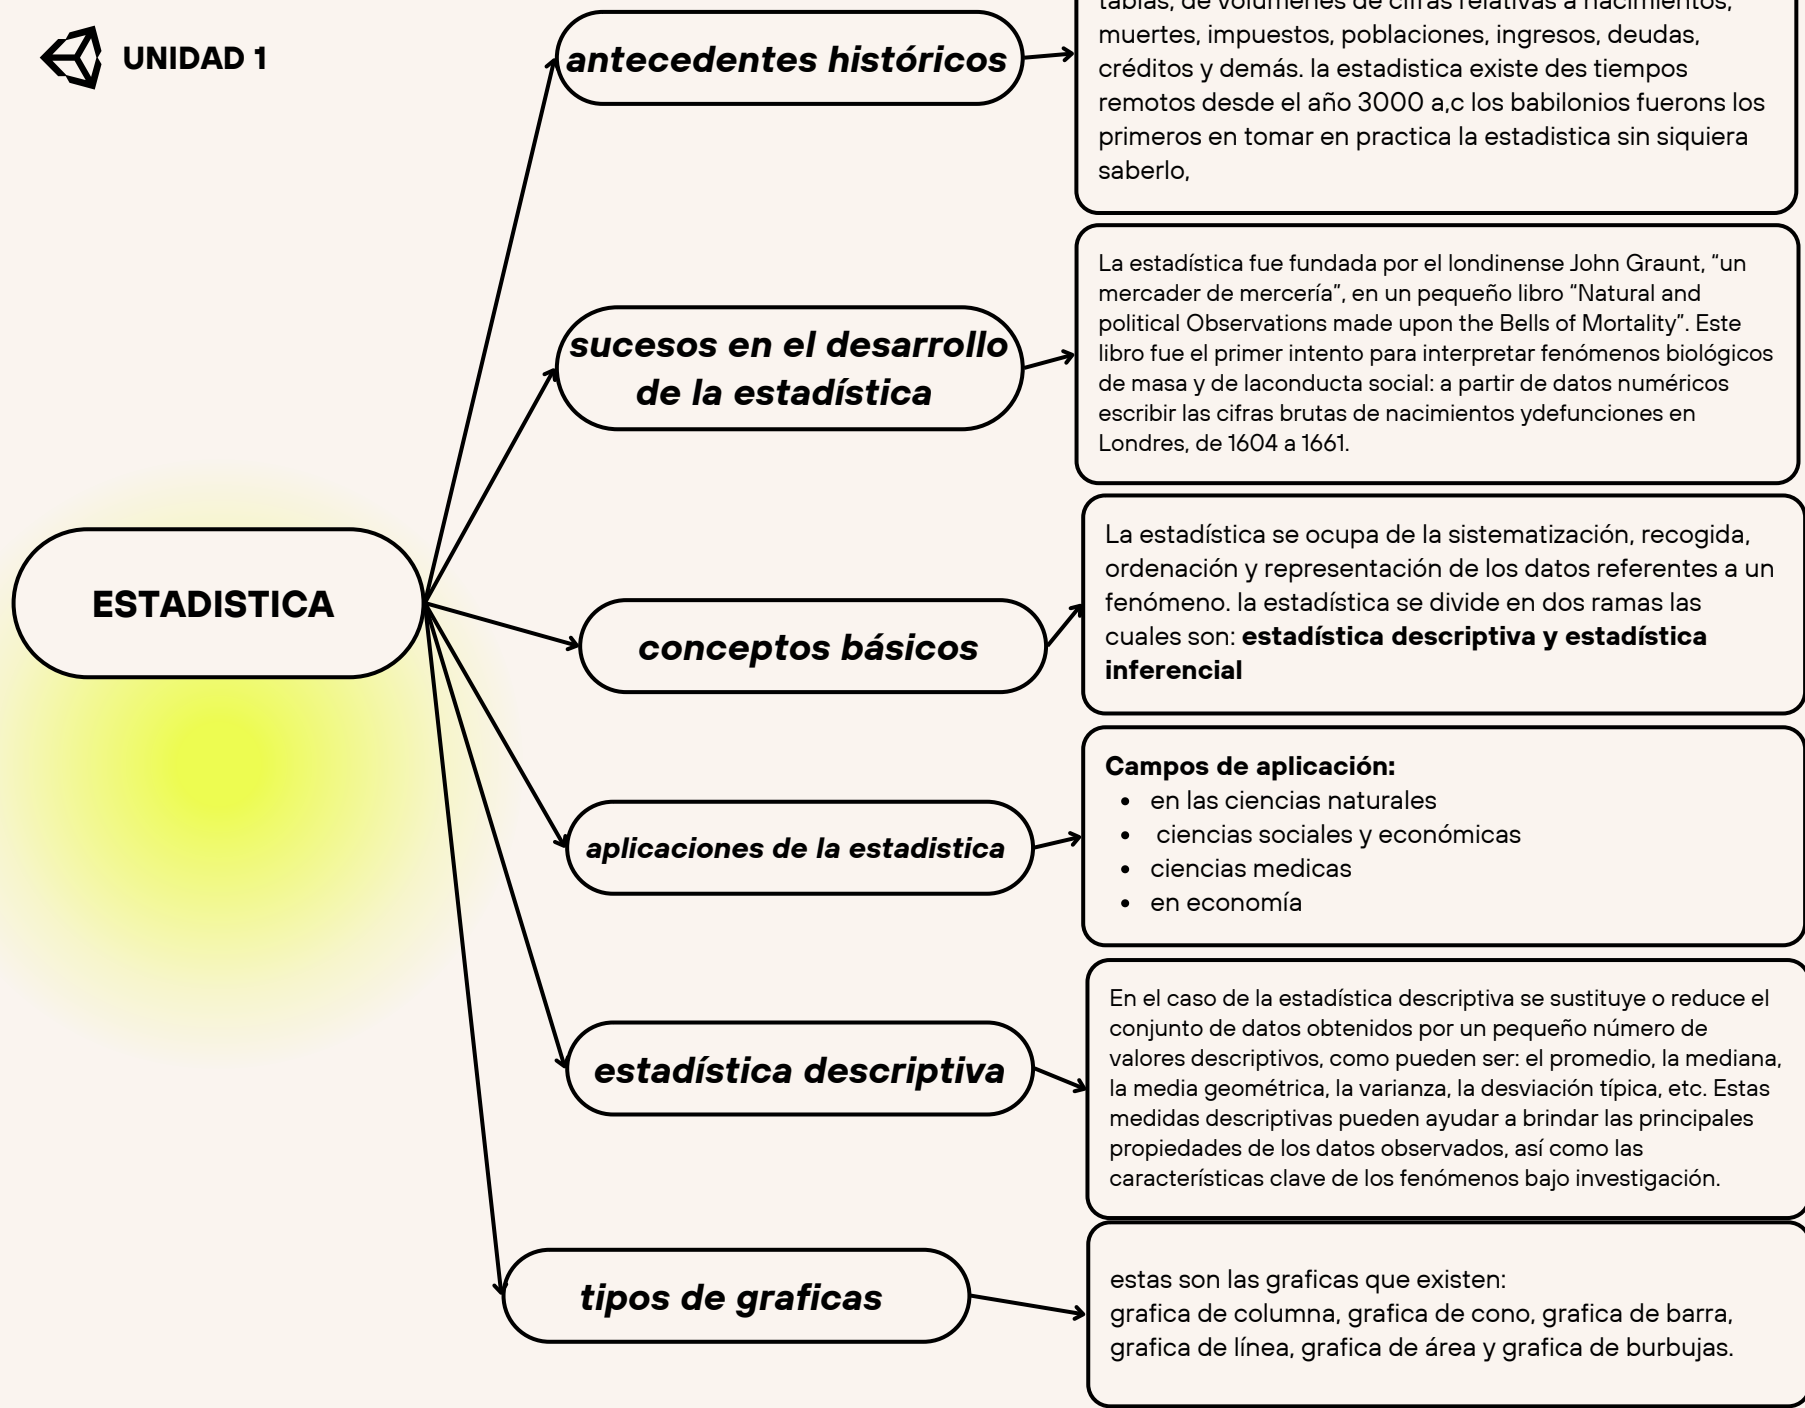 UNIDAD 1
antecedentes históricos
tablas, de volúmenes de cifras relativas a nacimientos,
muertes, impuestos, poblaciones, ingresos, deudas,
créditos y demás. la estadistica existe des tiempos
remotos desde el año 3000 a,c los babilonios fuerons los
primeros en tomar en practica la estadistica sin siquiera
saberlo,
sucesos en el desarrollo
de la estadística
La estadística fue fundada por el londinense John Graunt, “un
mercader de mercería”, en un pequeño libro “Natural and
political Observations made upon the Bells of Mortality”. Este
libro fue el primer intento para interpretar fenómenos biológicos
de masa y de laconducta social: a partir de datos numéricos
escribir las cifras brutas de nacimientos ydefunciones en
Londres, de 1604 a 1661.
ESTADISTICA
conceptos básicos
La estadística se ocupa de la sistematización, recogida,
ordenación y representación de los datos referentes a un
fenómeno. la estadística se divide en dos ramas las
cuales son: estadística descriptiva y estadística
inferencial
aplicaciones de la estadistica
Campos de aplicación:
• en las ciencias naturales
• ciencias sociales y económicas
• ciencias medicas
• en economía
estadística descriptiva
En el caso de la estadística descriptiva se sustituye o reduce el
conjunto de datos obtenidos por un pequeño número de
valores descriptivos, como pueden ser: el promedio, la mediana,
la media geométrica, la varianza, la desviación típica, etc. Estas
medidas descriptivas pueden ayudar a brindar las principales
propiedades de los datos observados, así como las
características clave de los fenómenos bajo investigación.
tipos de graficas
estas son las graficas que existen:
grafica de columna, grafica de cono, grafica de barra,
grafica de línea, grafica de área y grafica de burbujas.